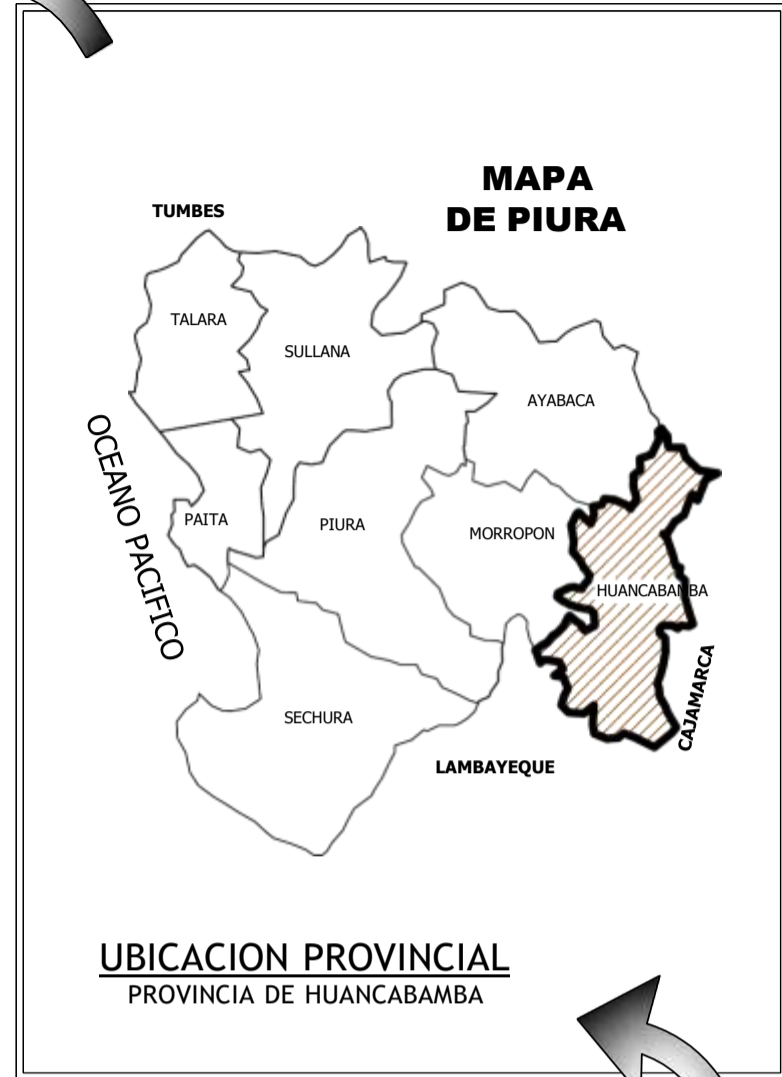 MAPA
DE PIURA
TUMBES
TALARA
SULLANA
AYABACA
OCEANO PACIFICO
PAITA
PIURA
MORROPON
HUANCABAMBA
CAJAMARCA
SECHURA
LAMBAYEQUE
UBICACION PROVINCIAL
PROVINCIA DE HUANCABAMBA